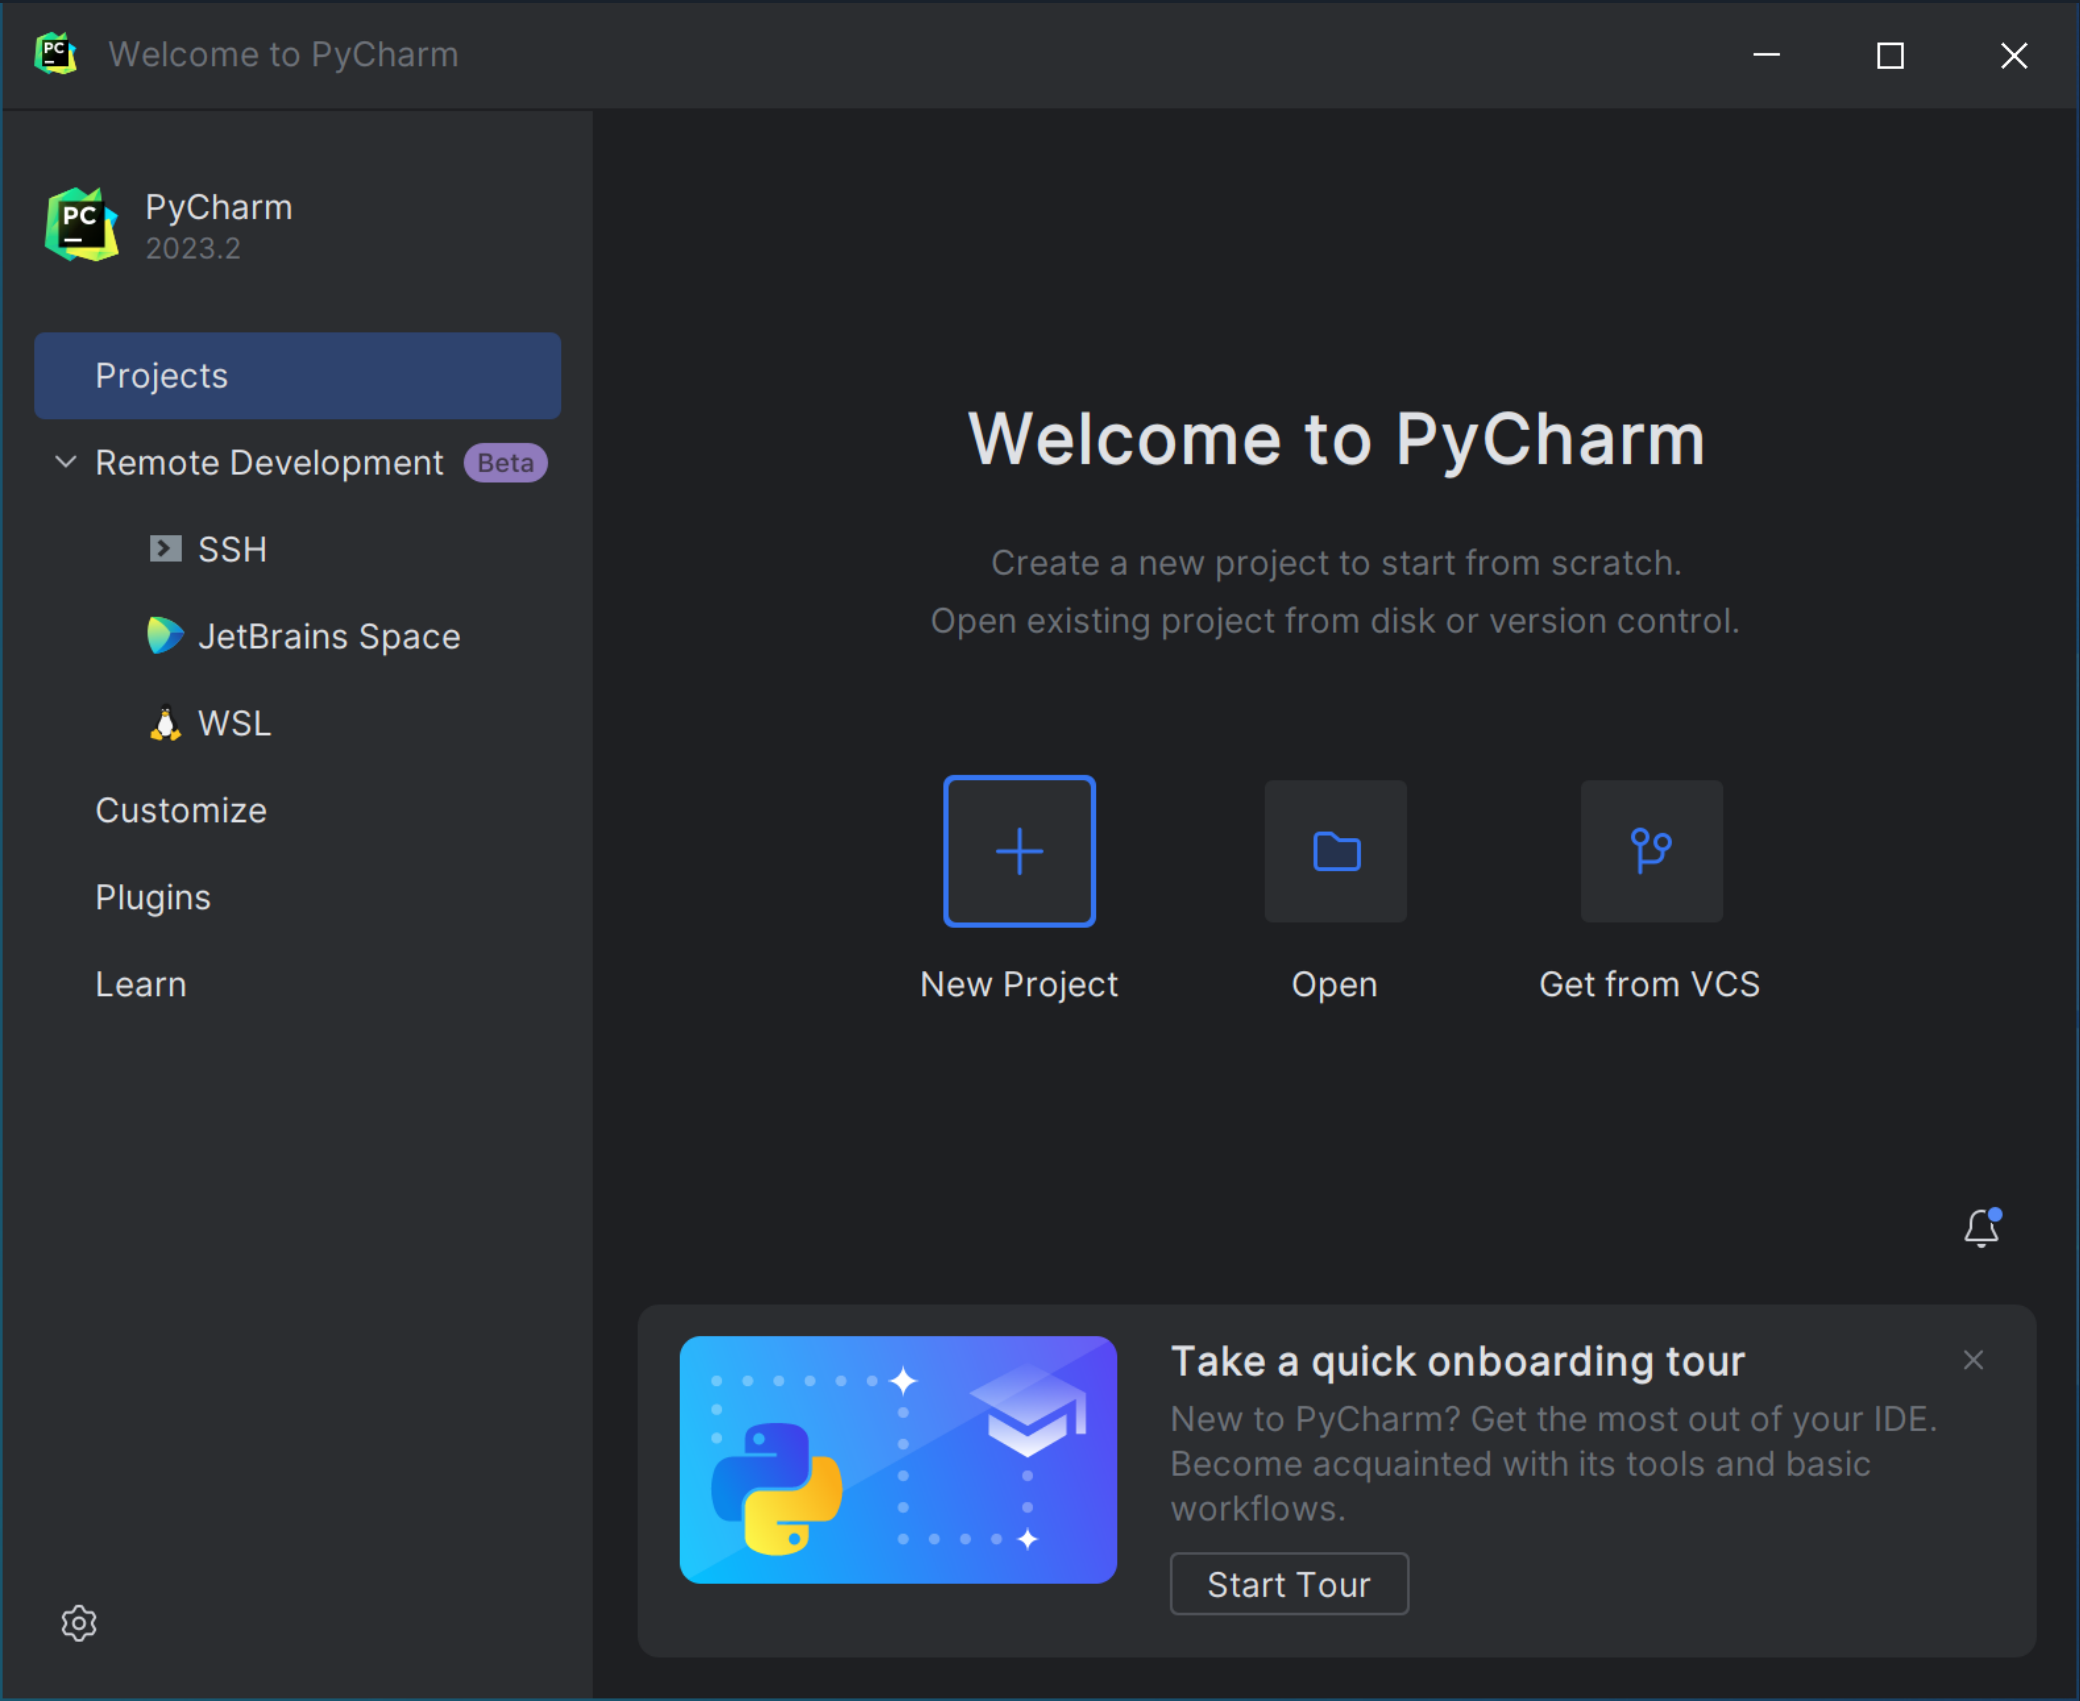 PC
Welcome to PyCharm
PC
PyCharm
2023.2
Projects
Remote Development Beta
SSH
JetBrains Space
WSL
Customize
Plugins
Learn
Welcome to PyCharm
Create a new project to start from scratch.
Open existing project from disk or version control.
New Project
Open
Get from VCS
Take a quick onboarding tour
New to PyCharm? Get the most out of your IDE.
Become acquainted with its tools and basic
workflows.
Start Tour